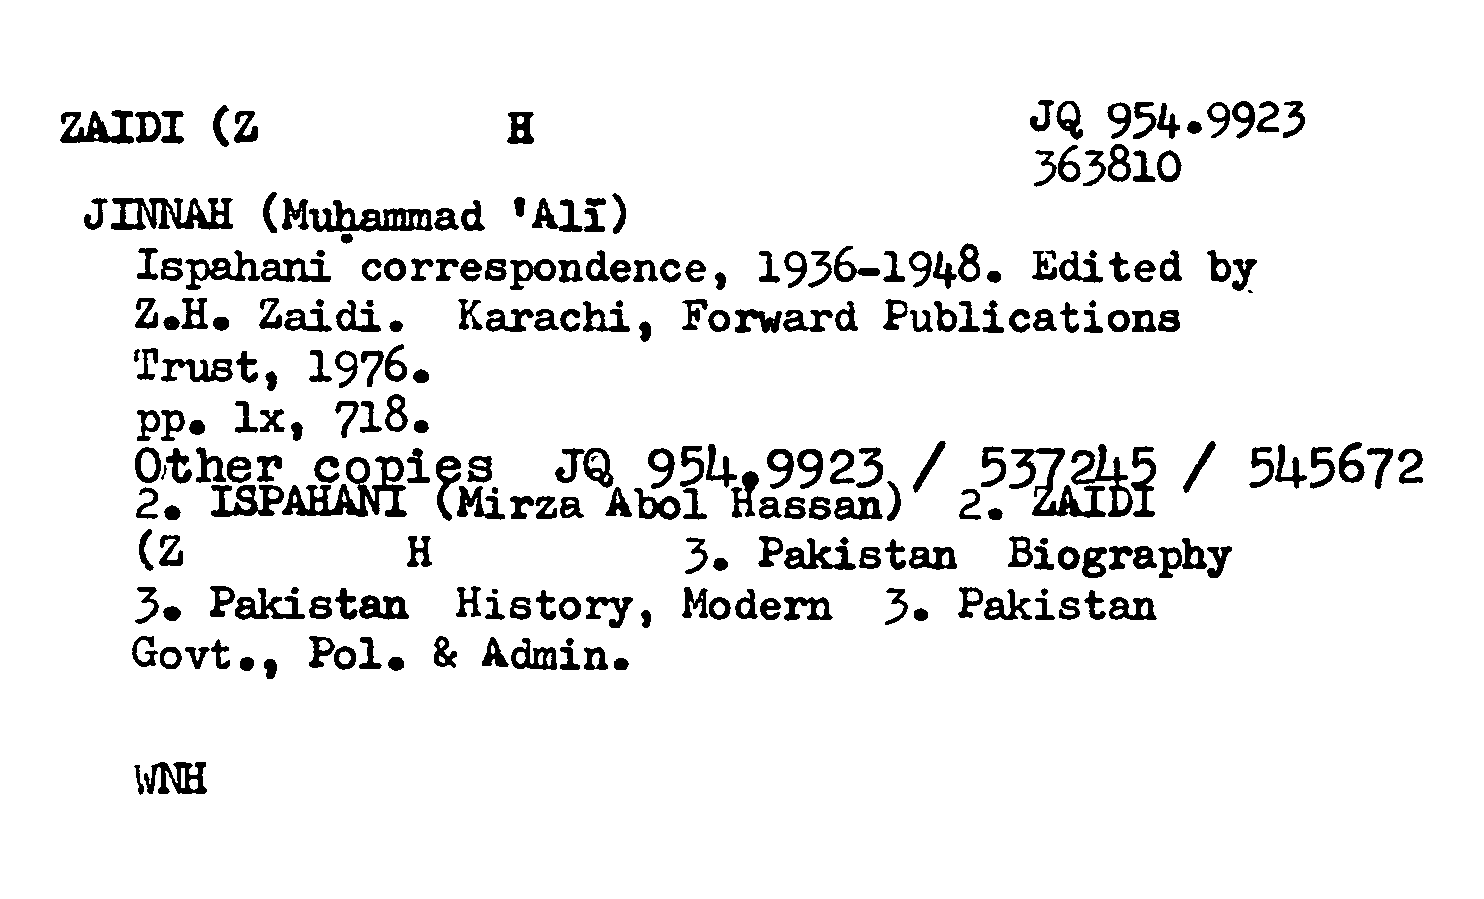 ZAIDI (Z H
JQ 954.9923
363810
JINNAH (Muḥammad 'Alī)
Ispahani correspondence, 1936-1948. Edited by
Z.H. Zaidi. Karachi, Forward Publications
Trust, 1976.
pp. lx, 718.
Other copies JQ 954.9923 / 537245 / 545672
2. ISPAHANI (Mirza Abol Hassan) 2. ZAIDI
(Z H 3. Pakistan Biography
3. Pakistan History, Modern 3. Pakistan
Govt., Pol. & Admin.
WNH